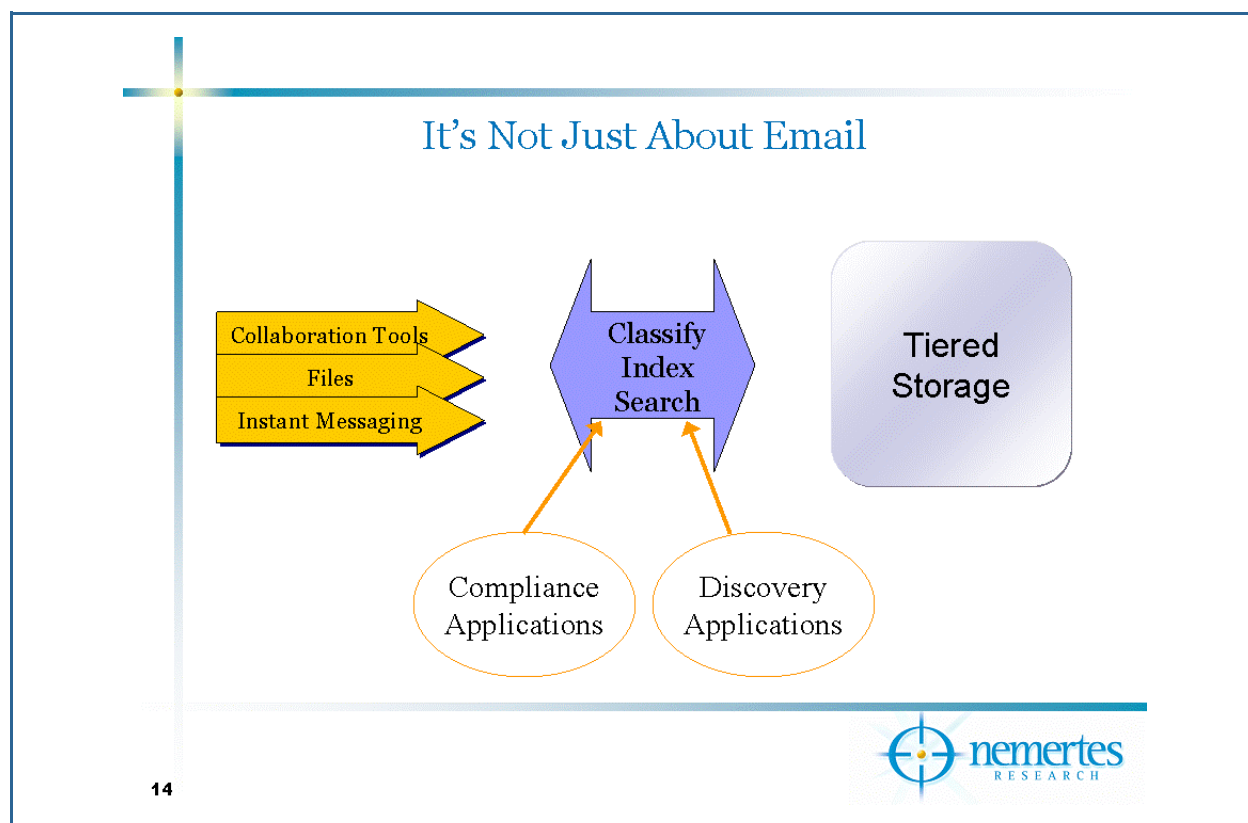 It's Not Just About Email
Collaboration Tools
Files
Instant Messaging
Classify
Index
Search
Tiered
Storage
Compliance
Applications
Discovery
Applications
nemertes
RESEARCH
14